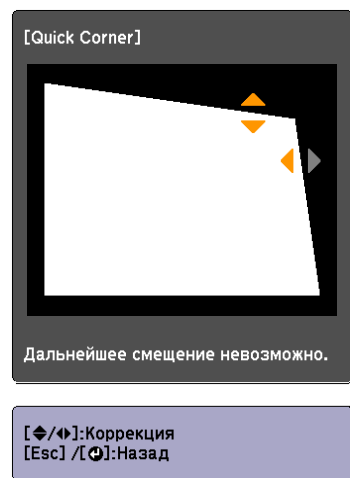 [Quick Corner]
Дальнейшее смещение невозможно.
[◆/◆]:Коррекция
[Esc] /[↵]:Назад